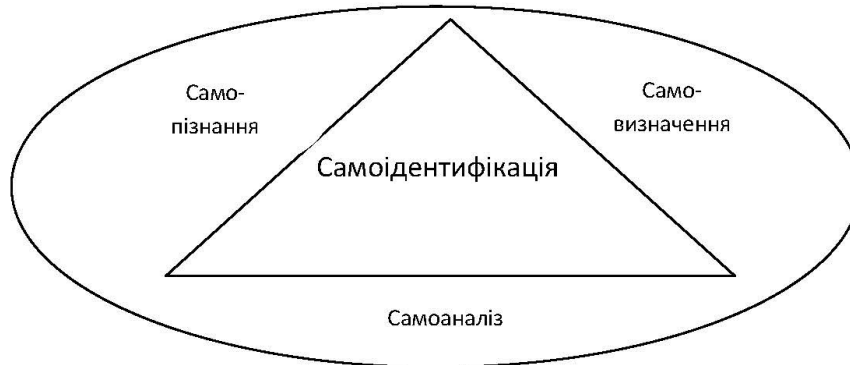 Само-
пізнання
Само-
визначення
Самоідентифікація
Самоаналіз